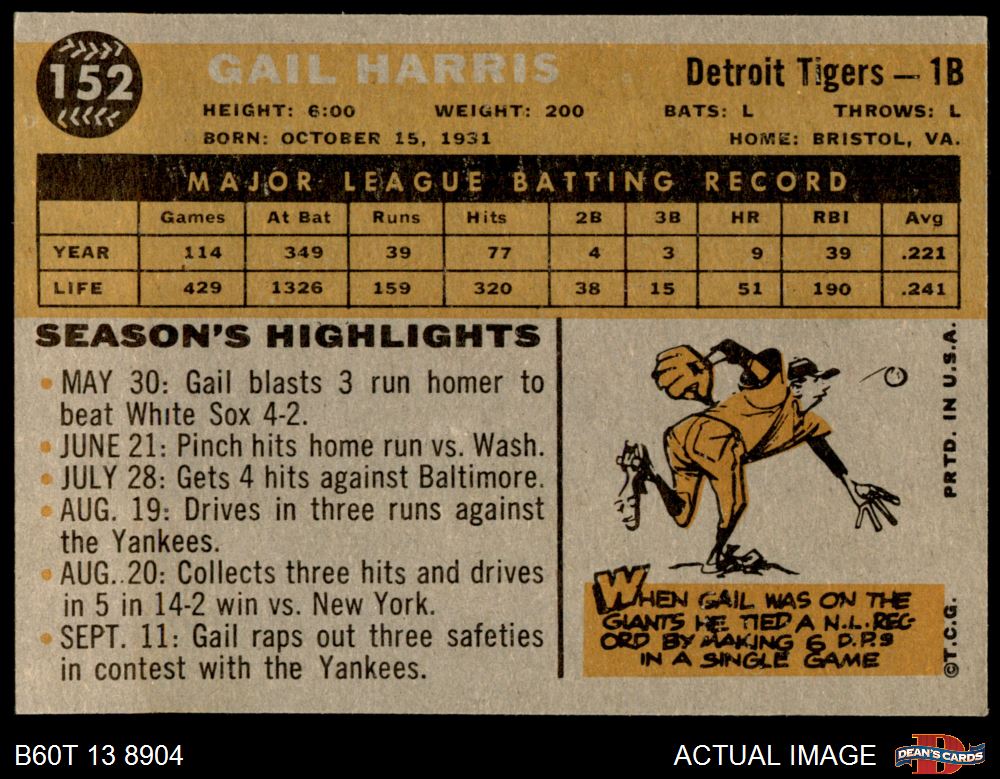 152
GAIL HARRIS
Detroit Tigers — 1B
HEIGHT: 6:00 WEIGHT: 200 BATS: L THROWS: L
BORN: OCTOBER 15, 1931 HOME: BRISTOL, VA.
MAJOR LEAGUE BATTING RECORD
Games At Bat Runs Hits 2B 3B HR RBI Avg
YEAR 114 349 39 77 4 3 9 39 .221
LIFE 429 1326 159 320 38 15 51 190 .241
SEASON'S HIGHLIGHTS
• MAY 30: Gail blasts 3 run homer to
beat White Sox 4-2.
• JUNE 21: Pinch hits home run vs. Wash.
• JULY 28: Gets 4 hits against Baltimore.
• AUG. 19: Drives in three runs against
the Yankees.
• AUG. 20: Collects three hits and drives
in 5 in 14-2 win vs. New York.
• SEPT. 11: Gail raps out three safeties
in contest with the Yankees.
WHEN GAIL WAS ON THE
GIANTS HE TIED A N.L. REC-
ORD BY MAKING 6 D.P.S
IN A SINGLE GAME
PRTD. IN U.S.A.
©T.C.G.
B60T 13 8904
ACTUAL IMAGE
DEAN'S CARDS